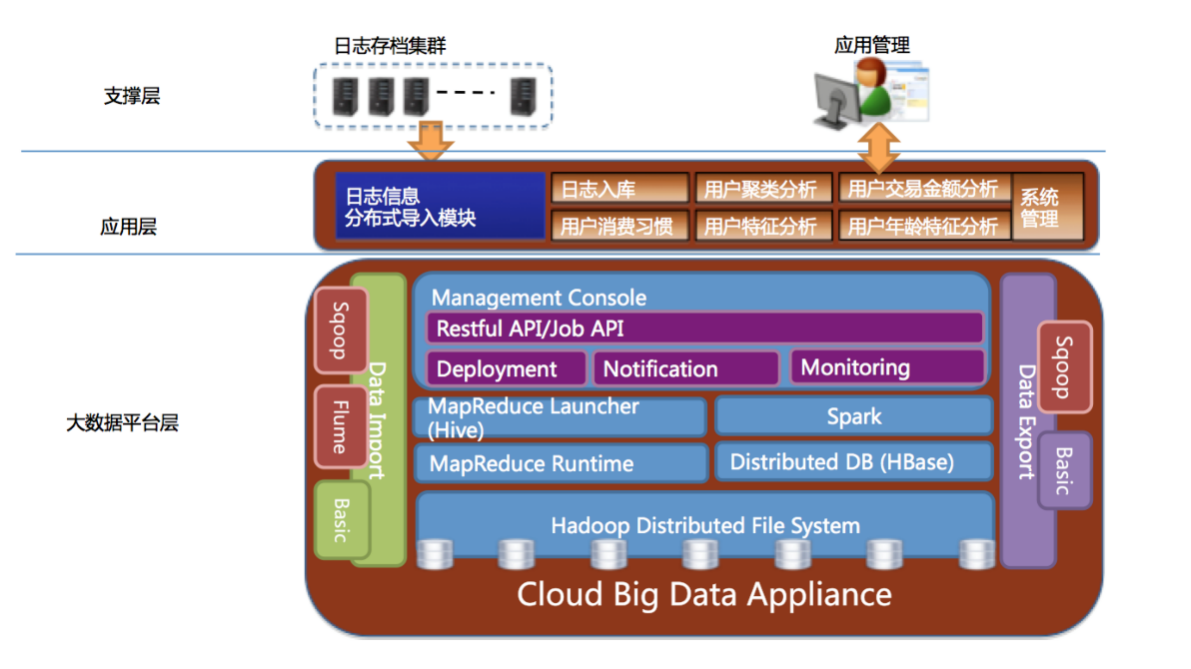 日志存档集群
应用管理
支撑层
日志信息
分布式导入模块
日志入库
用户聚类分析
用户交易金额分析
系统
管理
用户消费习惯
用户特征分析
用户年龄特征分析
应用层
Management Console
Restful API/Job API
Deployment
Notification
Monitoring
MapReduce Launcher
(Hive)
Spark
MapReduce Runtime
Distributed DB (HBase)
Hadoop Distributed File System
Sqoop
Flume
Basic
Data Import
Data Export
Sqoop
Basic
大数据平台层
Cloud Big Data Appliance